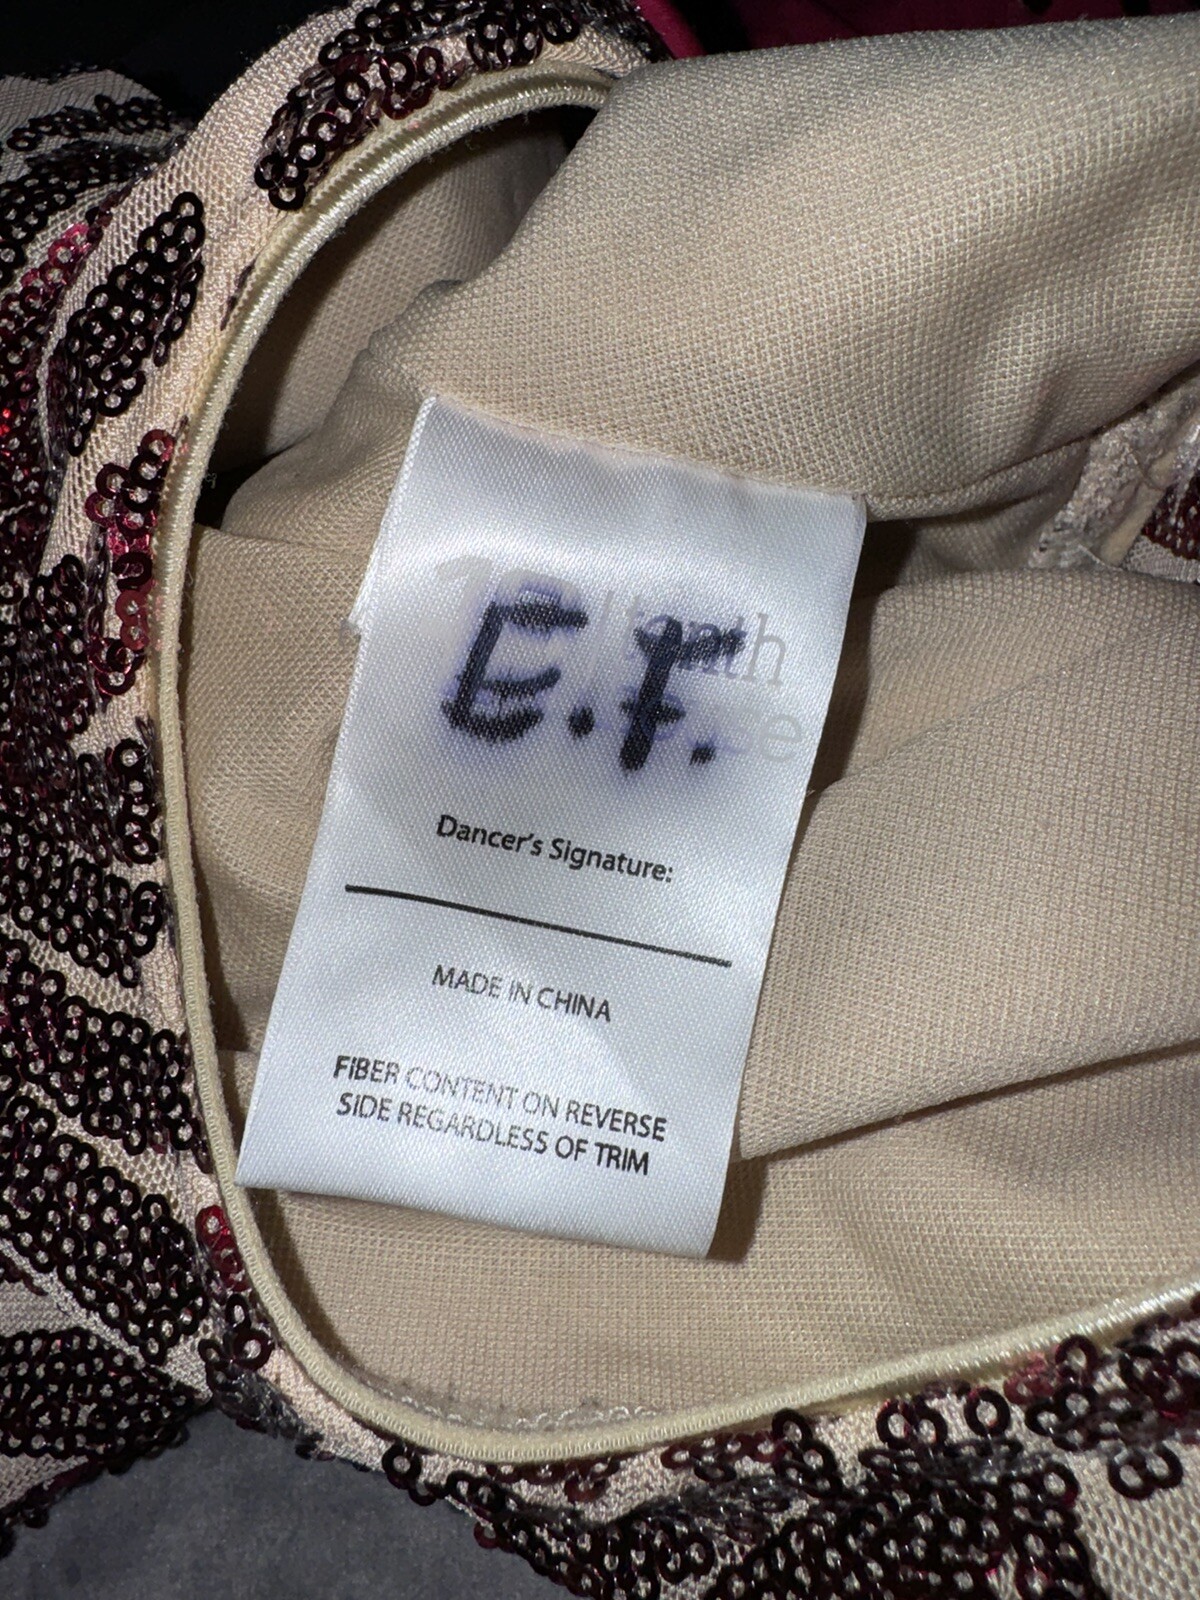 E.F.
Dancer's Signature:
MADE IN CHINA
FIBER CONTENT ON REVERSE
SIDE REGARDLESS OF TRIM